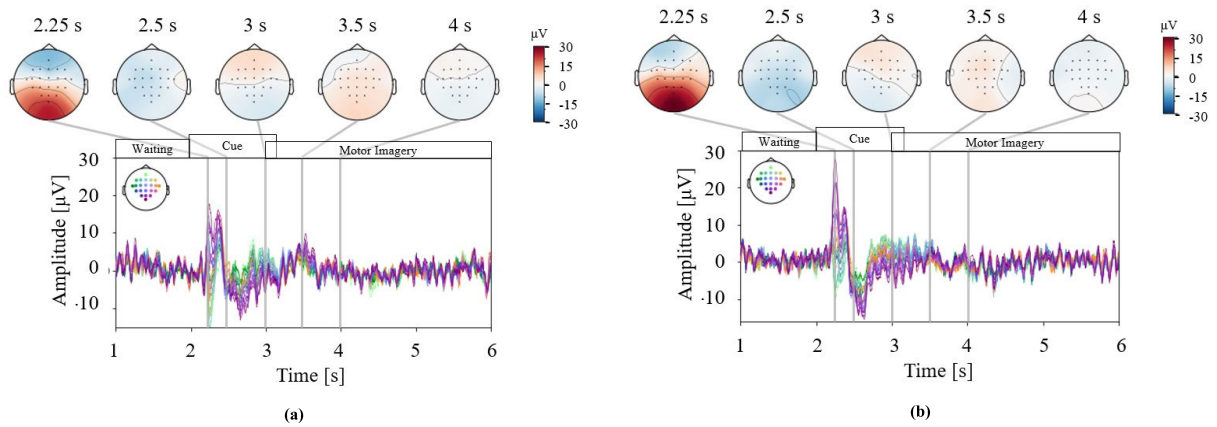 2.25 s 2.5 s 3 s 3.5 s 4 s
µV
30
15
0
-15
-30
Waiting Cue Motor Imagery
30
20
10
0
-10
Amplitude [µV]
1 2 3 4 5 6
Time [s]
(a)
2.25 s 2.5 s 3 s 3.5 s 4 s
µV
30
15
0
-15
-30
Waiting Cue Motor Imagery
30
20
10
0
-10
Amplitude [µV]
1 2 3 4 5 6
Time [s]
(b)